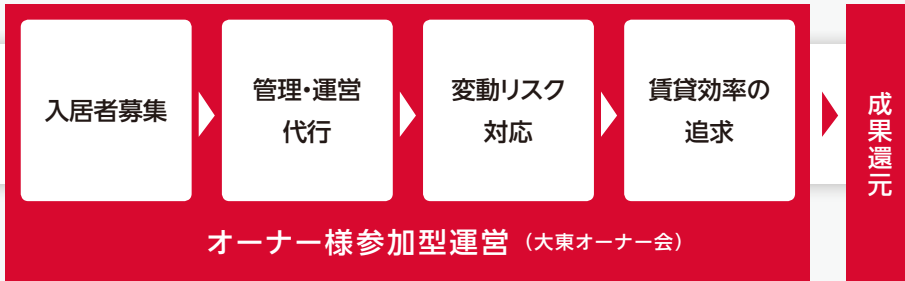 入居者募集
管理・運営
代行
変動リスク
対応
賃貸効率の
追求
成果還元
オーナー様参加型運営（大東オーナー会）